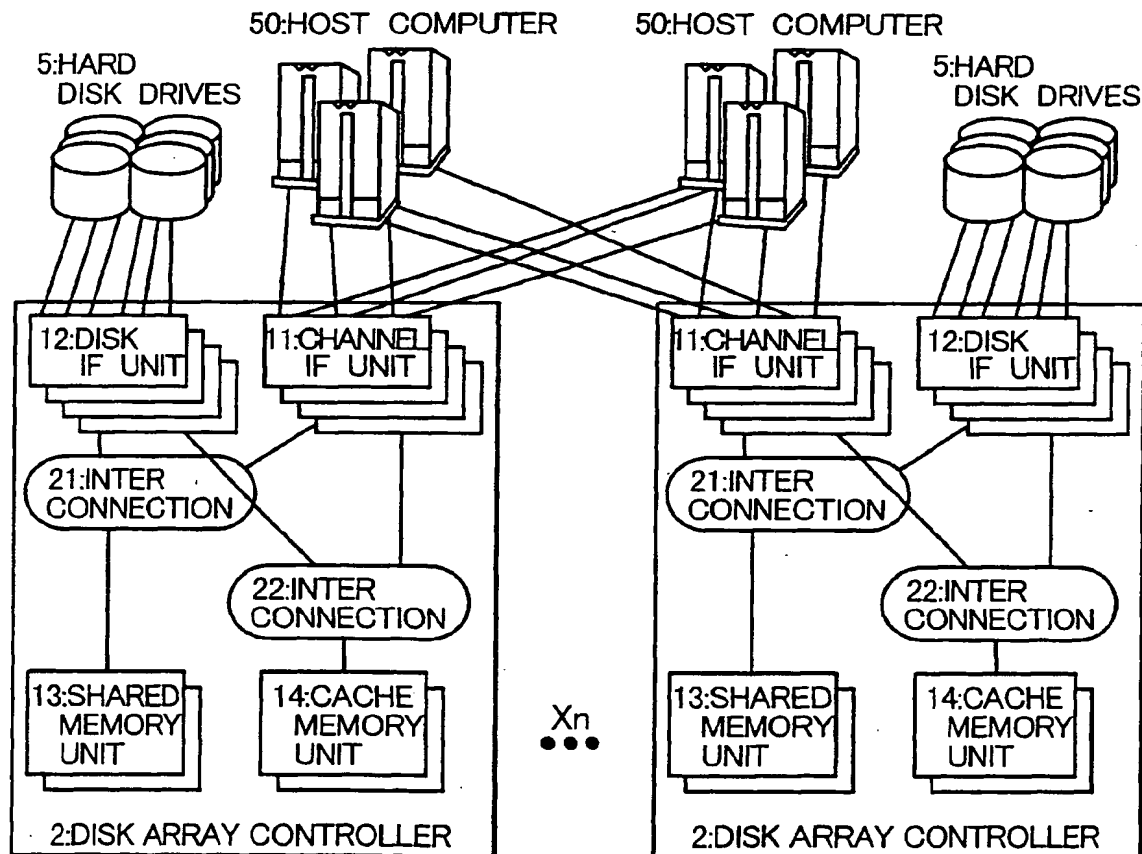 50:HOST COMPUTER
50:HOST COMPUTER
5:HARD
DISK DRIVES
5:HARD
DISK DRIVES
12:DISK
IF UNIT
11:CHANNEL
IF UNIT
11:CHANNEL
IF UNIT
12:DISK
IF UNIT
21:INTER
CONNECTION
21:INTER
CONNECTION
22:INTER
CONNECTION
22:INTER
CONNECTION
13:SHARED
MEMORY
UNIT
14:CACHE
MEMORY
UNIT
Xn
13:SHARED
MEMORY
UNIT
14:CACHE
MEMORY
UNIT
2:DISK ARRAY CONTROLLER
2:DISK ARRAY CONTROLLER